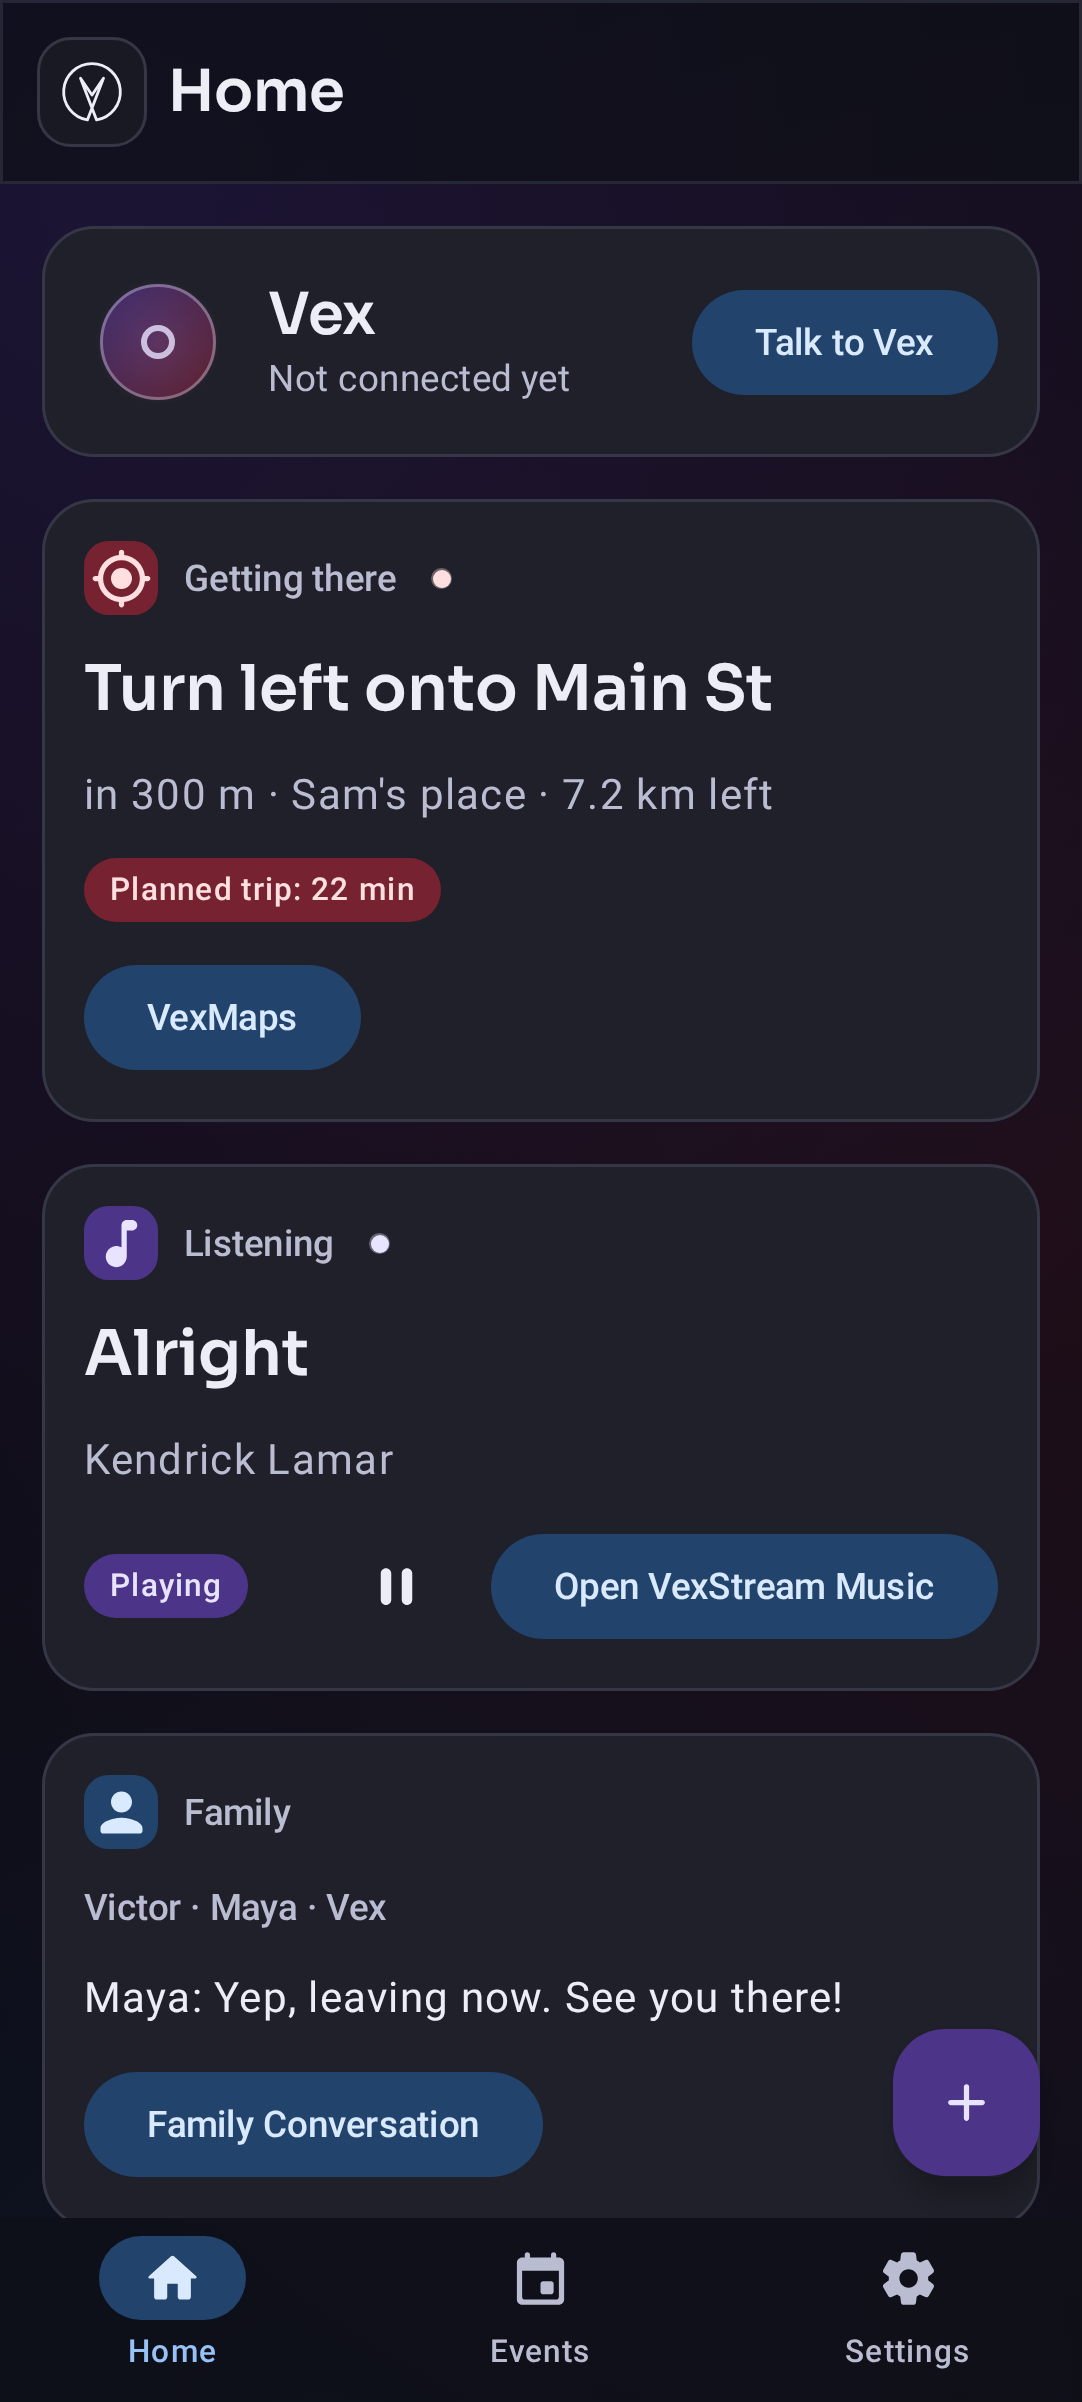 Home
Vex
Not connected yet
Talk to Vex
Getting there
Turn left onto Main St
in 300 m · Sam's place · 7.2 km left
Planned trip: 22 min
VexMaps
Listening
Alright
Kendrick Lamar
Playing
Open VexStream Music
Family
Victor · Maya · Vex
Maya: Yep, leaving now. See you there!
Family Conversation
Home
Events
Settings